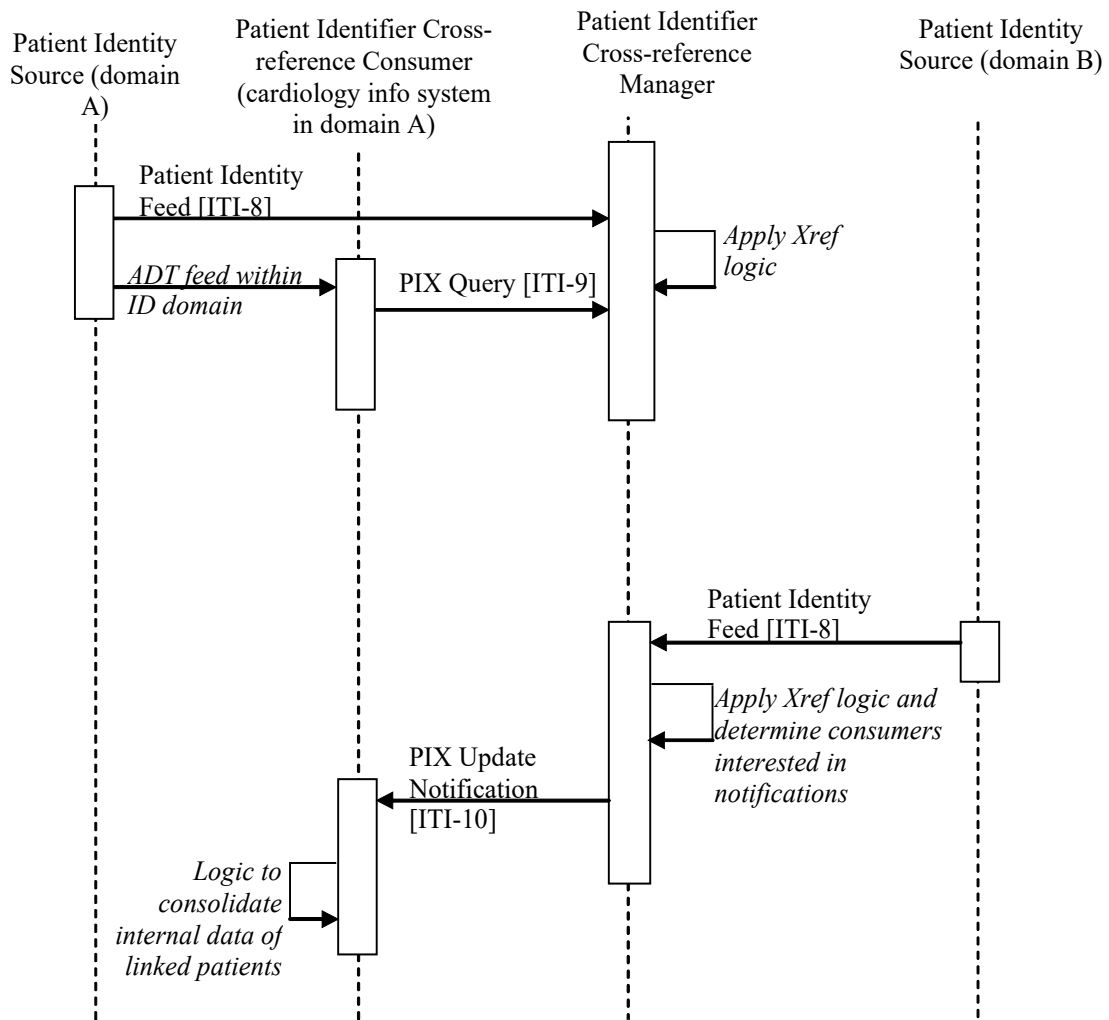 Patient Identity
Source (domain
A)
Patient Identifier Cross-
reference Consumer
(cardiology info system
in domain A)
Patient Identifier
Cross-reference
Manager
Patient Identity
Source (domain B)
Patient Identity
Feed [ITI-8]
Apply Xref
logic
ADT feed within
ID domain
PIX Query [ITI-9]
Patient Identity
Feed [ITI-8]
Apply Xref logic and
determine consumers
interested in
notifications
PIX Update
Notification
[ITI-10]
Logic to
consolidate
internal data of
linked patients